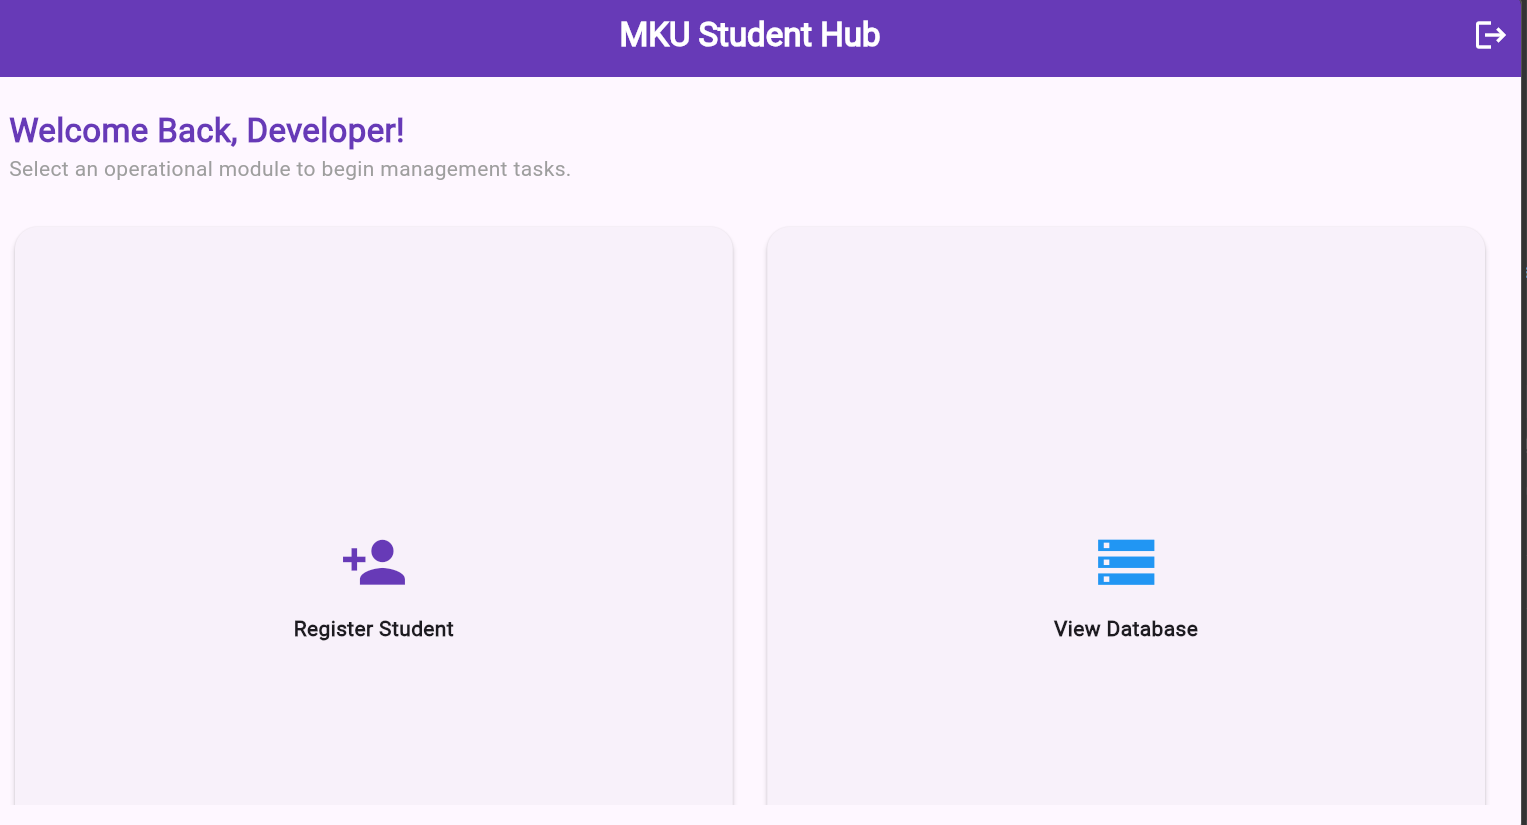 MKU Student Hub
Welcome Back, Developer!
Select an operational module to begin management tasks.
Register Student
View Database